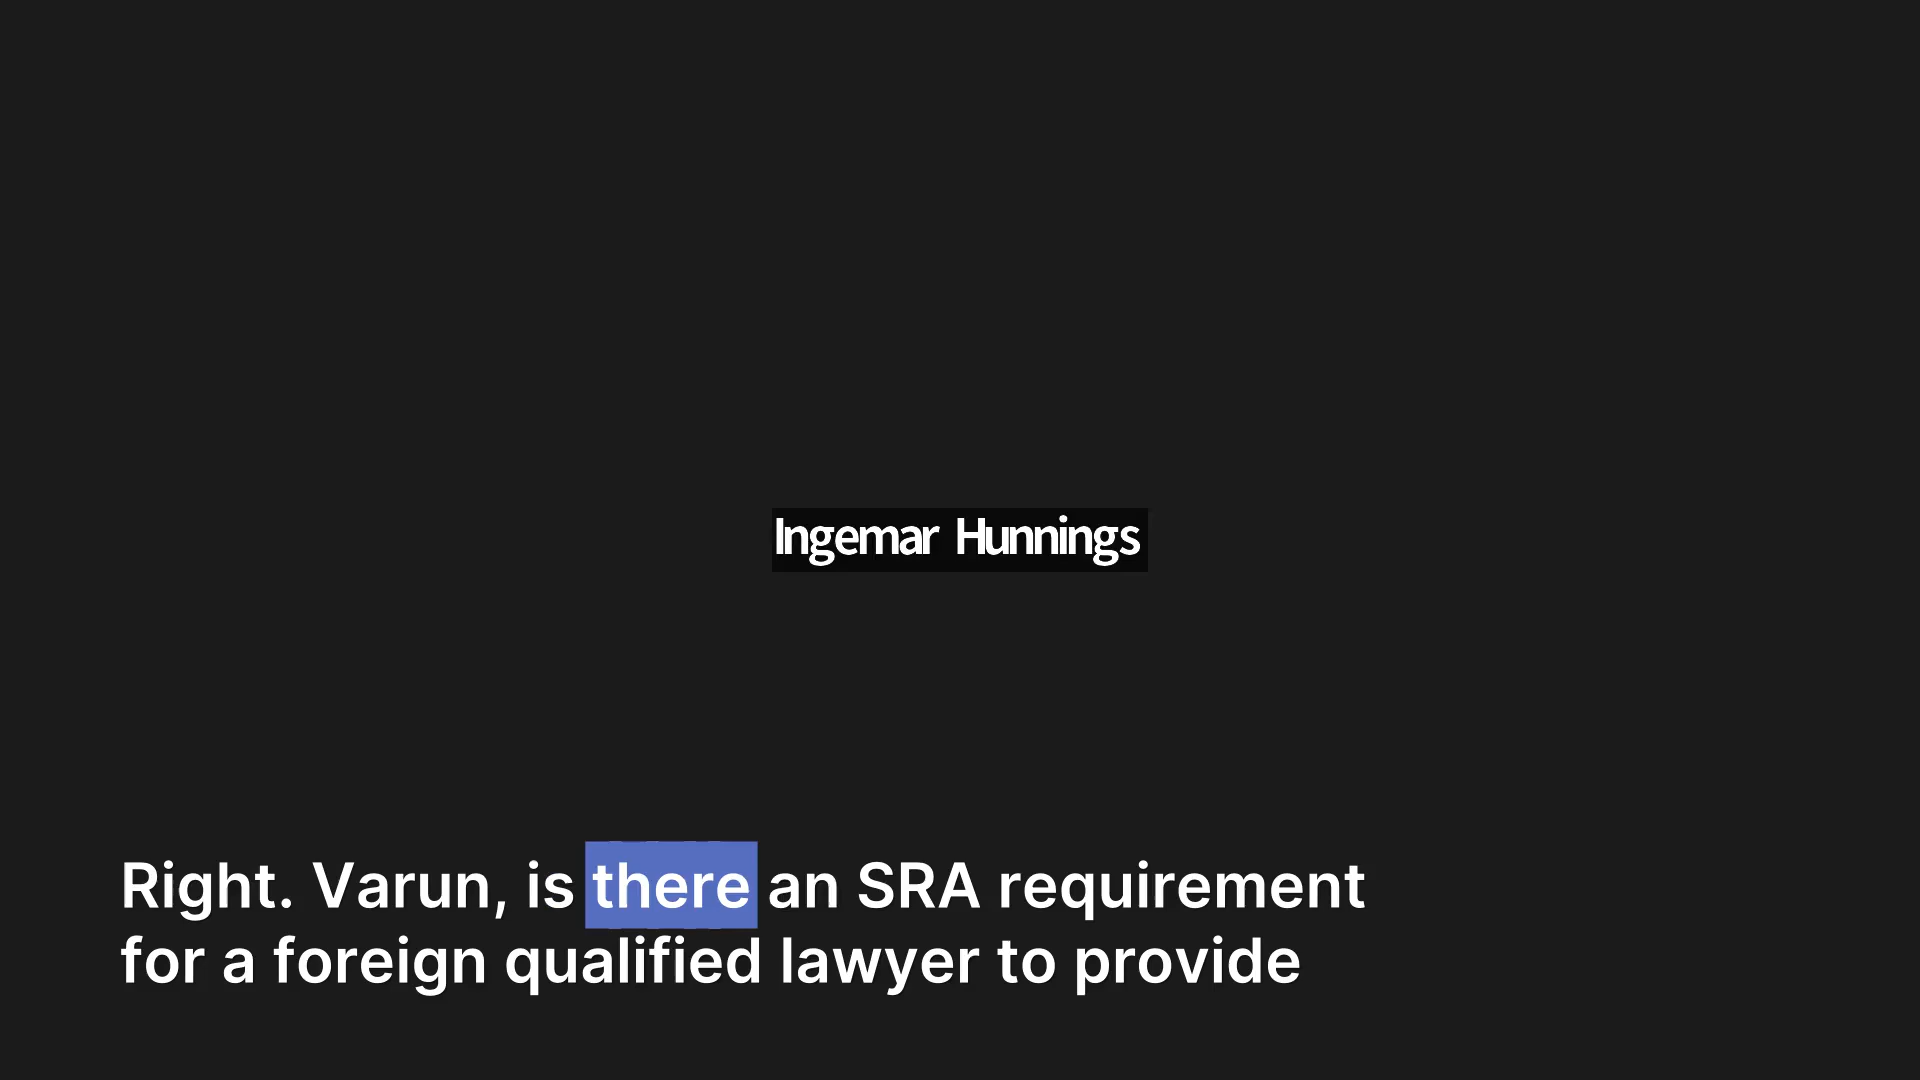 Ingemar Hunnings
Right. Varun, is there an SRA requirement
for a foreign qualified lawyer to provide